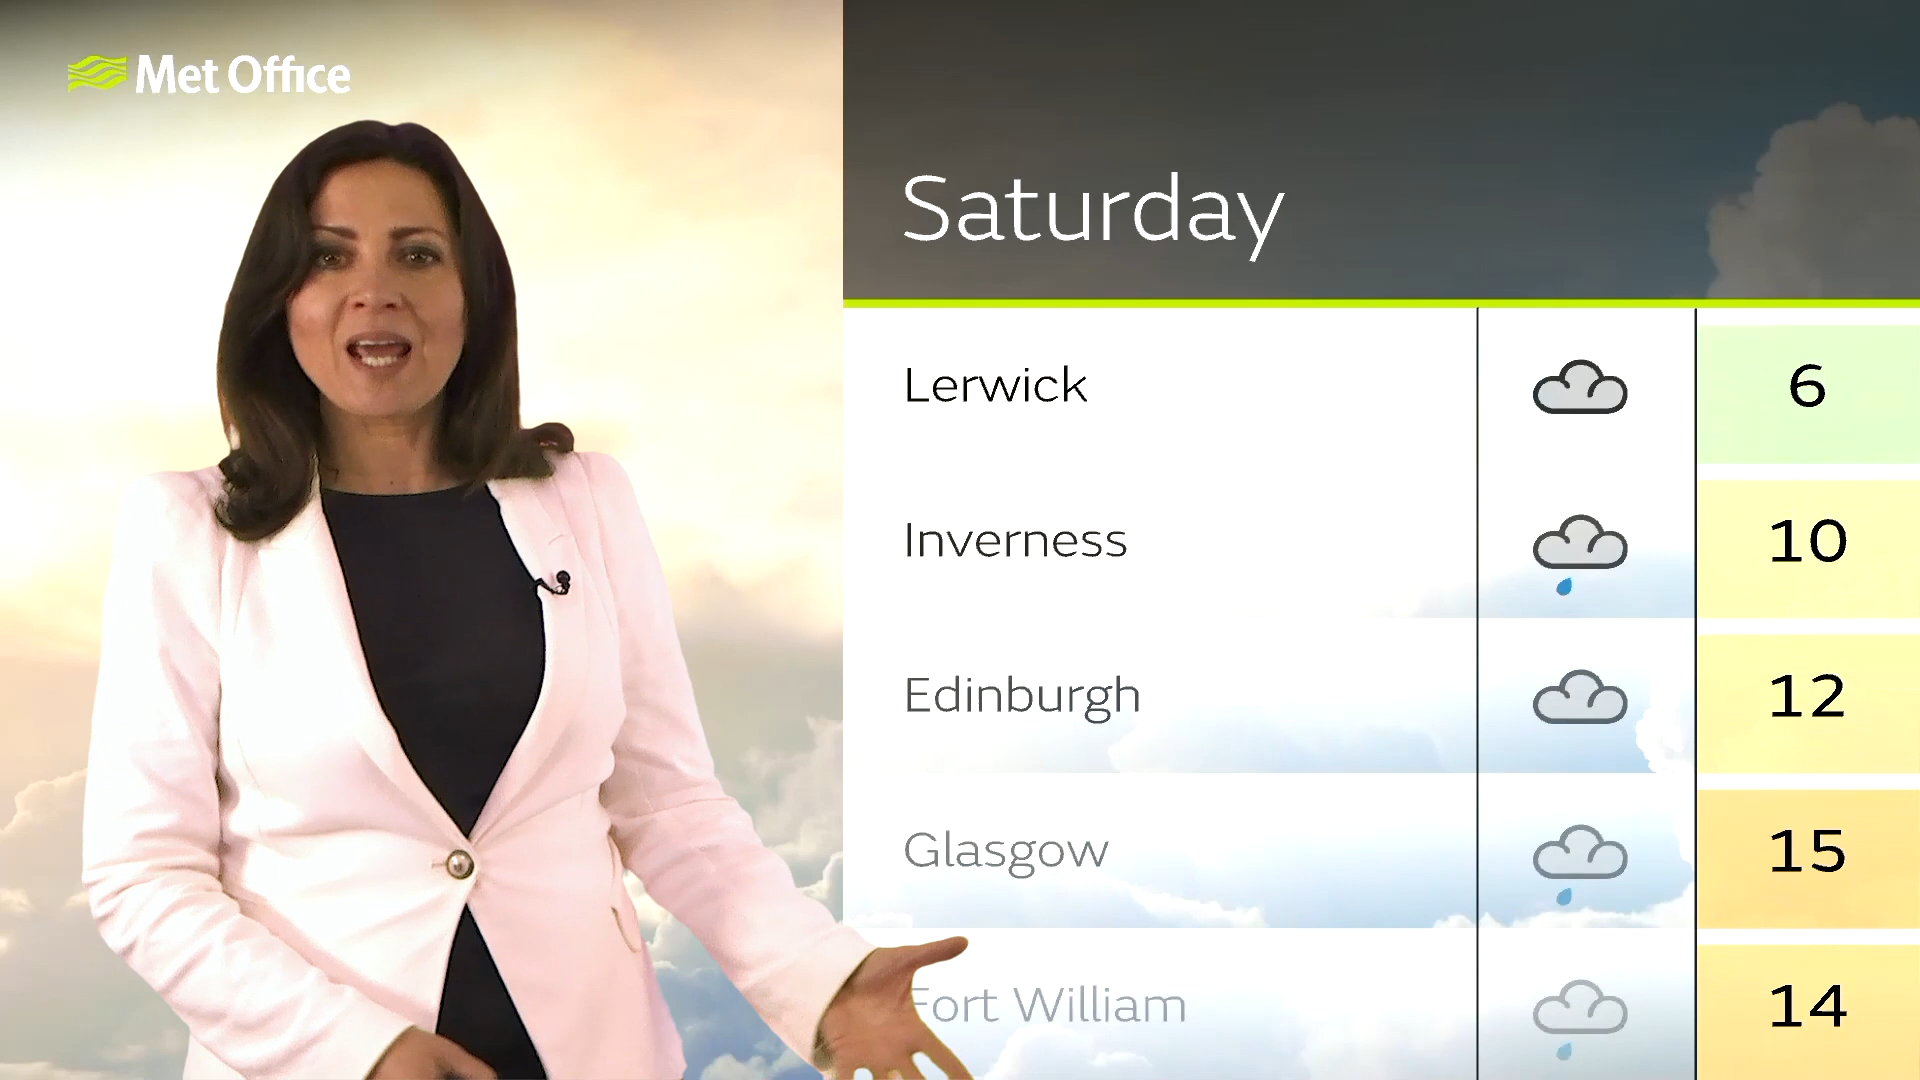 Met Office
Saturday
Lerwick 6
Inverness 10
Edinburgh 12
Glasgow 15
Fort William 14